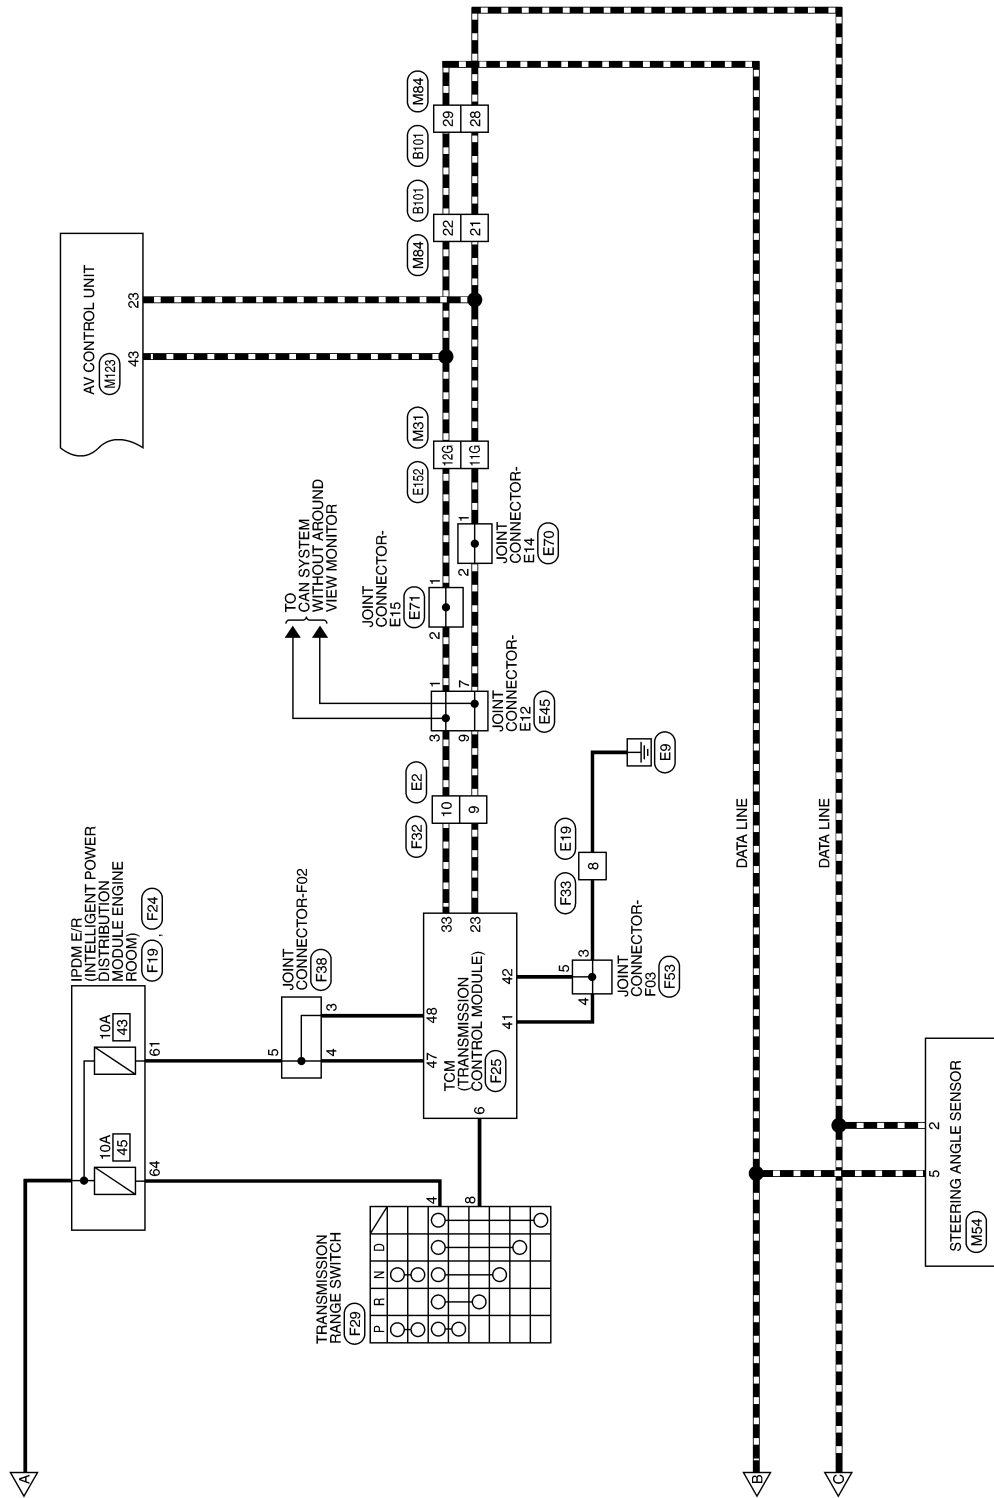 A
IPDM E/R
(INTELLIGENT POWER
DISTRIBUTION
MODULE ENGINE
ROOM)
F19 , F24
10A
45
10A
43
64
61
TRANSMISSION
RANGE SWITCH
F29
P R N D
4
8
JOINT
CONNECTOR-F02
F38
5
4
3
47
48
TCM
(TRANSMISSION
CONTROL MODULE)
F25
6
41
42
33
23
4
5
3
JOINT
CONNECTOR-
F03
F53
F33
E19
8
E9
F32
E2
10
9
3
1
9
7
JOINT
CONNECTOR-
E12
E45
TO
CAN SYSTEM
WITHOUT AROUND
VIEW MONITOR
JOINT
CONNECTOR-
E15
E71
2
1
JOINT
CONNECTOR-
E14
E70
2
1
E152
M31
12G
11G
AV CONTROL UNIT
M123
43
23
M84
B101
22
21
B101
M84
29
28
DATA LINE
DATA LINE
B
C
STEERING ANGLE SENSOR
M54
5
2